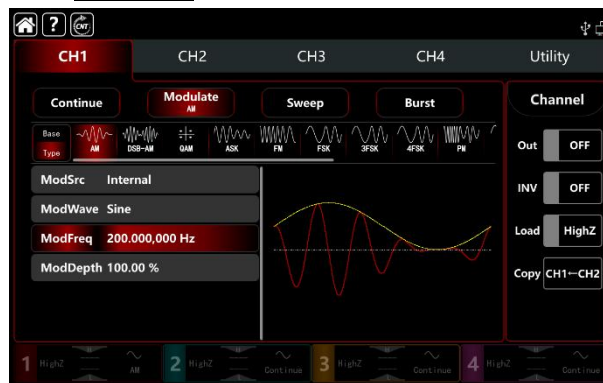 ? CNT
CH1 CH2 CH3 CH4 Utility
Continue Modulate Sweep Burst Channel
AM
Base
Type AM DSB-AM QAM ASK FM FSK 3FSK 4FSK PM
Out OFF
ModSrc Internal
INV OFF
ModWave Sine
ModFreq 200.000,000 Hz
Load HighZ
ModDepth 100.00 %
Copy CH1←CH2
1 HighZ AM 2 HighZ Continue 3 HighZ Continue 4 HighZ Continue